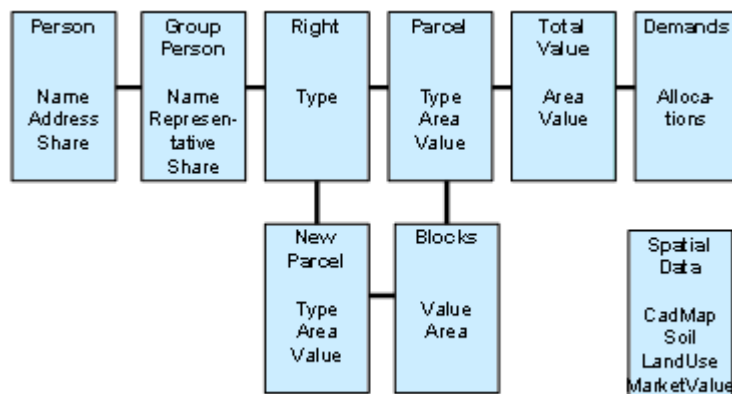 Person
Name
Address
Share
Group
Person
Name
Represen-
tative
Share
Right
Type
Parcel
Type
Area
Value
Total
Value
Area
Value
Demands
Alloca-
tions
New
Parcel
Type
Area
Value
Blocks
Value
Area
Spatial
Data
CadMap
Soil
LandUse
MarketValue